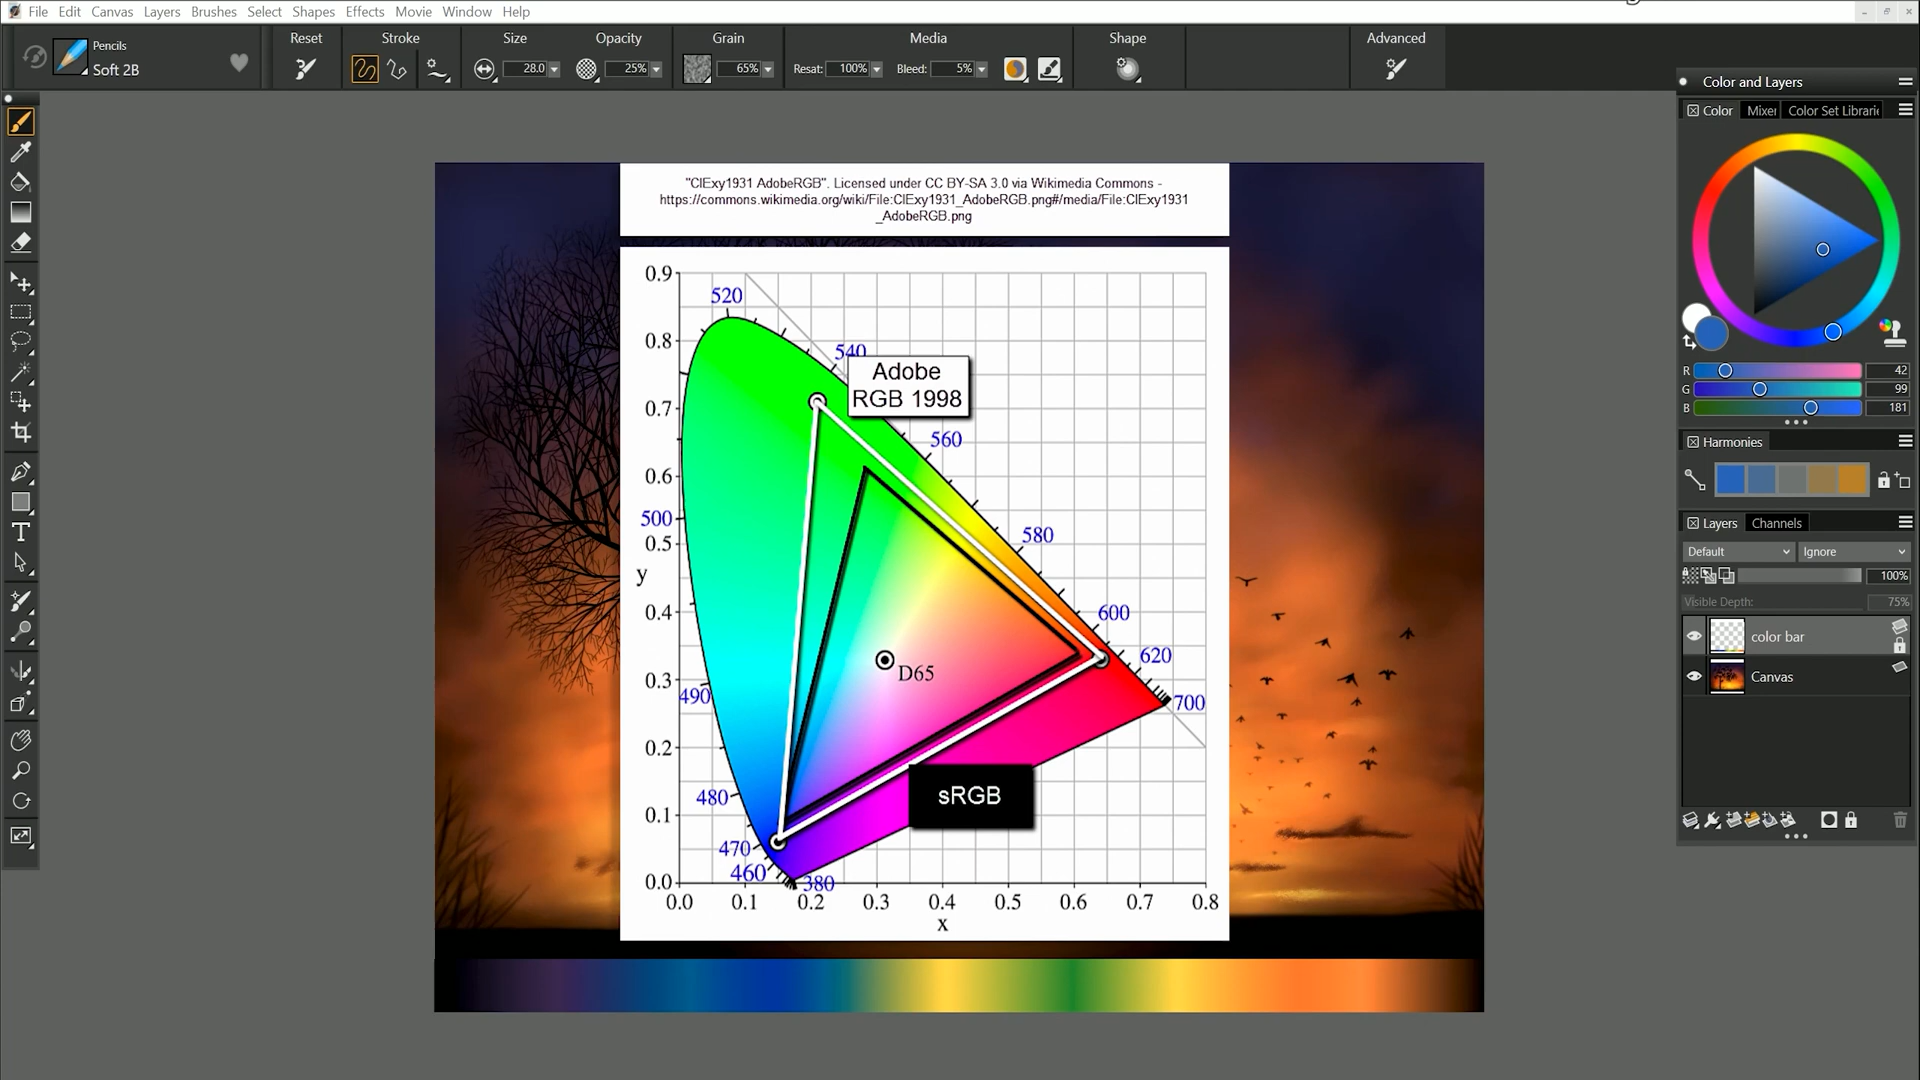 File Edit Canvas Layers Brushes Select Shapes Effects Movie Window Help
Pencils
Soft 2B
Reset
Stroke
Size
28.0
Opacity
25%
Grain
65%
Media
Resat: 100%
Bleed: 5%
Shape
Advanced
Color and Layers
Color Mixer Color Set Librari
R 42
G 99
B 181
Harmonies
Layers Channels
Default Ignore
100%
Visible Depth: 75%
color bar
Canvas
"CIExy1931 AdobeRGB". Licensed under CC BY-SA 3.0 via Wikimedia Commons -
https://commons.wikimedia.org/wiki/File:CIExy1931_AdobeRGB.png#/media/File:CIExy1931
_AdobeRGB.png
0.9
520
0.8
540
Adobe
RGB 1998
0.7
560
0.6
500
580
0.5
y
0.4
600
620
D65
0.3
490
700
0.2
480
sRGB
0.1
470
460
0.0
380
0.0 0.1 0.2 0.3 0.4 0.5 0.6 0.7 0.8
x